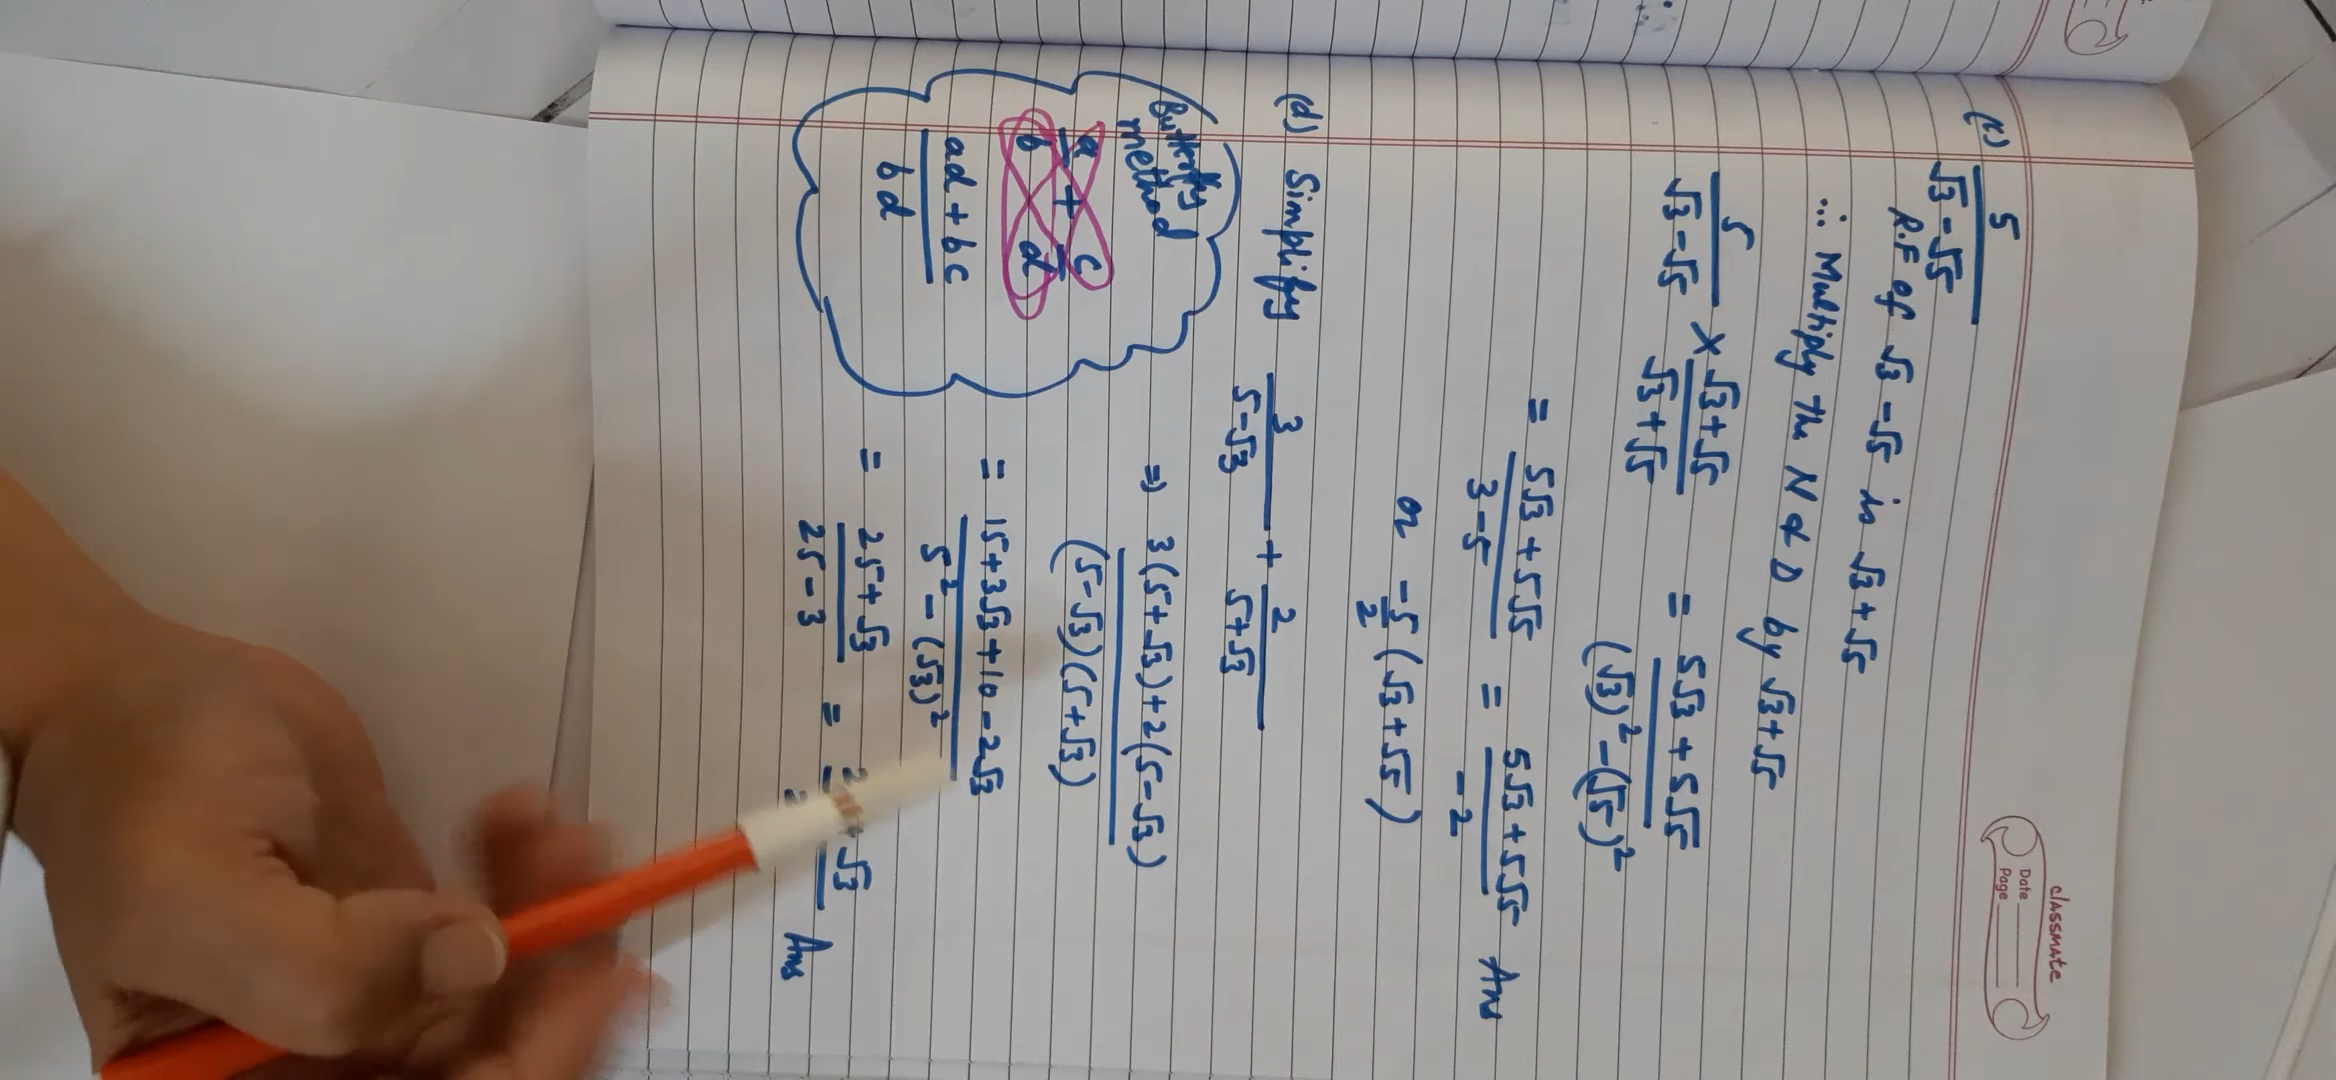 classmate
Date
Page
(c) 5/(√3-√5)
R.F of √3-√5 is √3+√5
∴ Multiply the N & D by √3+√5
5/(√3-√5) × (√3+√5)/(√3+√5) = (5√3+5√5)/((√3)²-(√5)²)
= (5√3+5√5)/(3-5) = (5√3+5√5)/-2 Ans
or -5/2 (√3+√5)
(d) Simplify 3/(5-√3) + 2/(5+√3)
Butterfly
method
a/b + c/d
(ad+bc)/bd
⇒ (3(5+√3)+2(5-√3))/((5-√3)(5+√3))
= (15+3√3+10-2√3)/(5²-(√3)²)
= (25+√3)/(25-3) = +√3 Ans